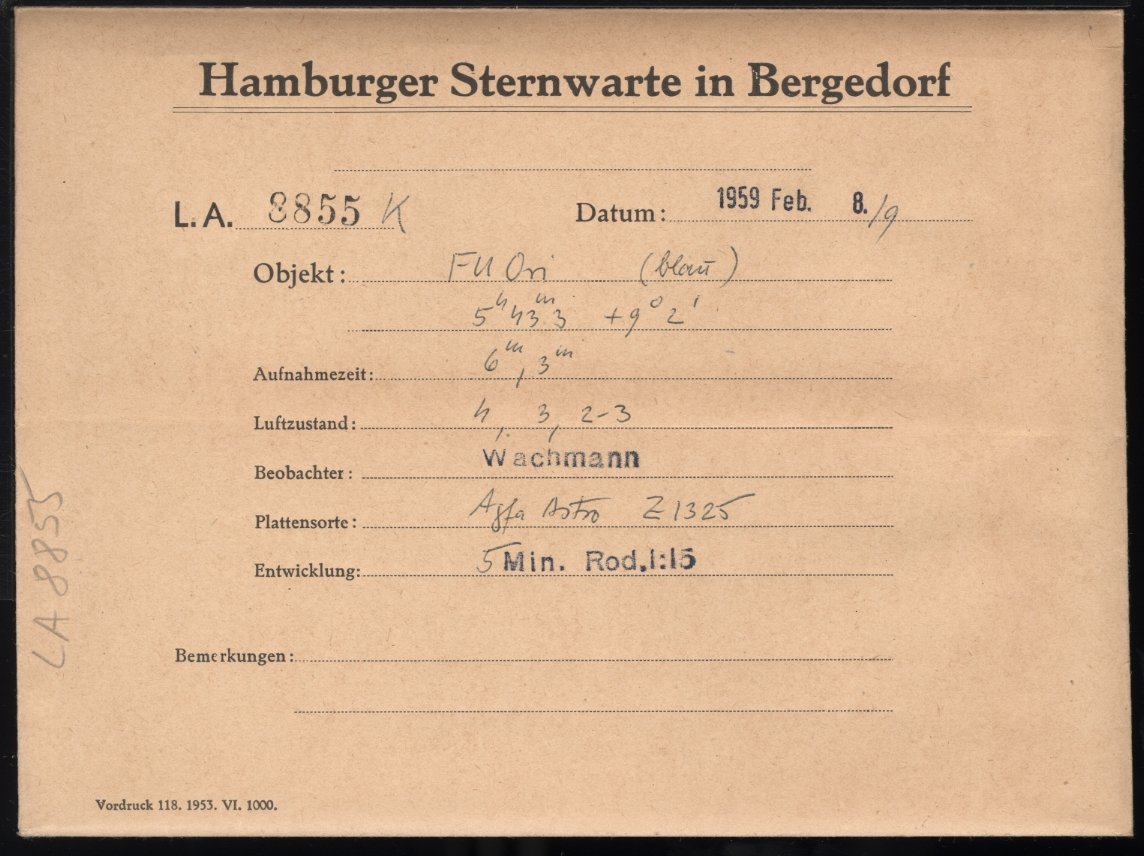 Hamburger Sternwarte in Bergedorf
L. A. 8855 K
Datum: 1959 Feb. 8./9
Objekt: FU Ori (blau)
5ʰ 43ᵐ.3 +9° 2'
Aufnahmezeit: 6ᵐ, 3ᵐ
Luftzustand: 4, 3, 2-3
Beobachter: Wachmann
Plattensorte: Agfa Astro Z 1325
Entwicklung: 5 Min. Rod.1:15
Bemerkungen:
Vordruck 118. 1953. VI. 1000.
LA 8855